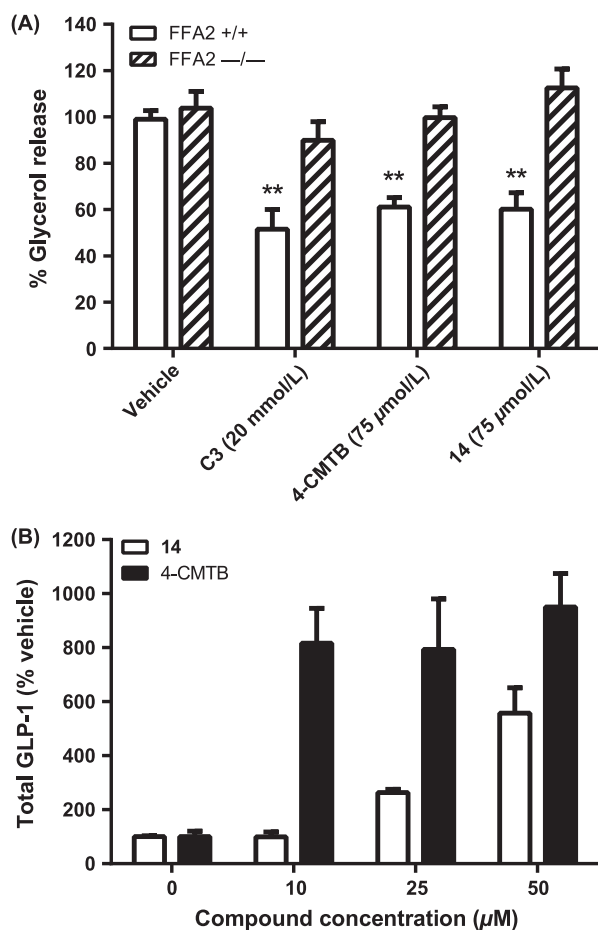 (A)
FFA2 +/+
FFA2 —/—
% Glycerol release
140
120
100
80
60
40
20
0
**
**
**
Vehicle
C3 (20 mmol/L)
4-CMTB (75 µmol/L)
14 (75 µmol/L)
(B)
14
4-CMTB
Total GLP-1 (% vehicle)
1200
1000
800
600
400
200
0
0 10 25 50
Compound concentration (µM)